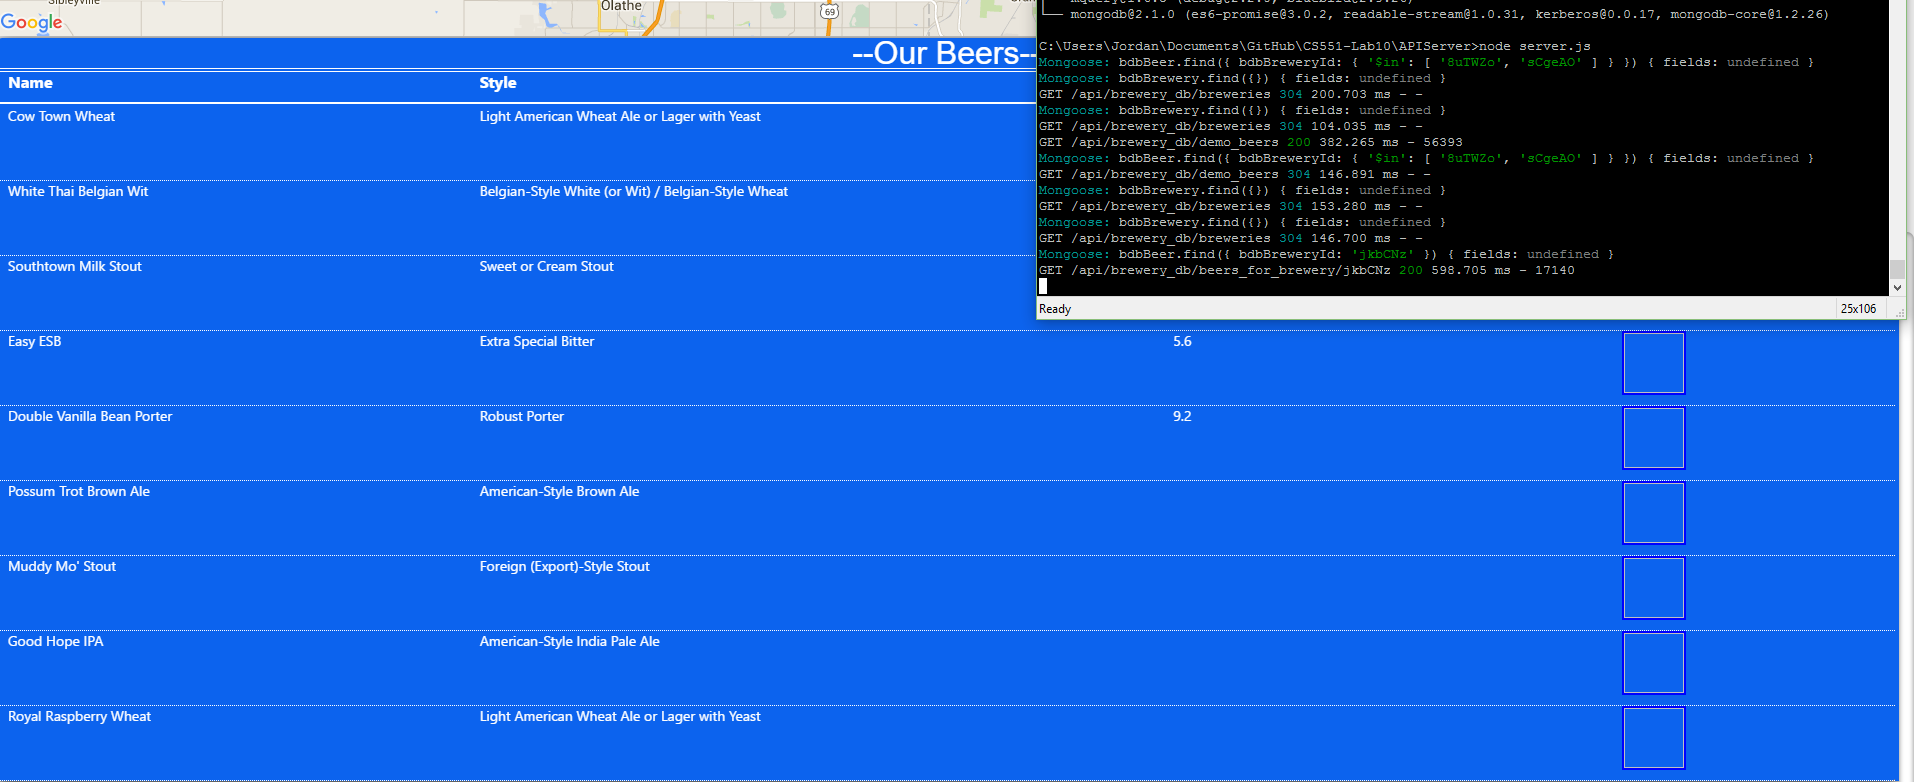 Olathe
69
Google
--Our Beers--
Name Style
Cow Town Wheat Light American Wheat Ale or Lager with Yeast
White Thai Belgian Wit Belgian-Style White (or Wit) / Belgian-Style Wheat
Southtown Milk Stout Sweet or Cream Stout
Easy ESB Extra Special Bitter 5.6
Double Vanilla Bean Porter Robust Porter 9.2
Possum Trot Brown Ale American-Style Brown Ale
Muddy Mo' Stout Foreign (Export)-Style Stout
Good Hope IPA American-Style India Pale Ale
Royal Raspberry Wheat Light American Wheat Ale or Lager with Yeast
mongodb@2.1.0 (es6-promise@3.0.2, readable-stream@1.0.31, kerberos@0.0.17, mongodb-core@1.2.26)
C:\Users\Jordan\Documents\GitHub\CS551-Lab10\APIServer>node server.js
Mongoose: bdbBeer.find({ bdbBreweryId: { '$in': [ '8uTWZo', 'sCgeAO' ] } }) { fields: undefined }
Mongoose: bdbBrewery.find({}) { fields: undefined }
GET /api/brewery_db/breweries 304 200.703 ms - -
Mongoose: bdbBrewery.find({}) { fields: undefined }
GET /api/brewery_db/breweries 304 104.035 ms - -
GET /api/brewery_db/demo_beers 200 382.265 ms - 56393
Mongoose: bdbBeer.find({ bdbBreweryId: { '$in': [ '8uTWZo', 'sCgeAO' ] } }) { fields: undefined }
GET /api/brewery_db/demo_beers 304 146.891 ms - -
Mongoose: bdbBrewery.find({}) { fields: undefined }
GET /api/brewery_db/breweries 304 153.280 ms - -
Mongoose: bdbBrewery.find({}) { fields: undefined }
GET /api/brewery_db/breweries 304 146.700 ms - -
Mongoose: bdbBeer.find({ bdbBreweryId: 'jkbCNz' }) { fields: undefined }
GET /api/brewery_db/beers_for_brewery/jkbCNz 200 598.705 ms - 17140
Ready 25x106